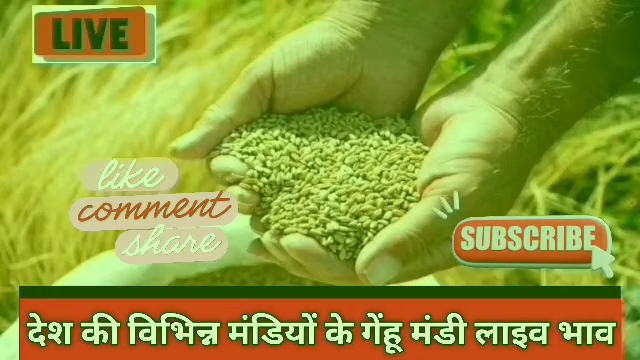 LIVE
like
comment
share
SUBSCRIBE
देश की विभिन्न मंडियों के गेंहू मंडी लाइव भाव